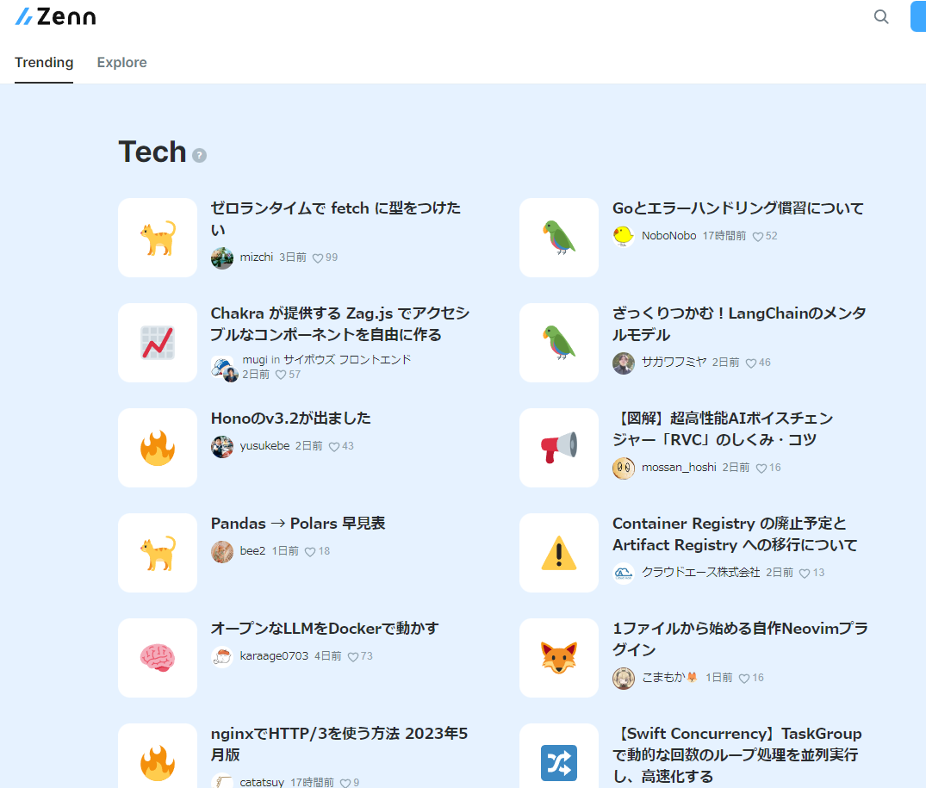 Zenn
Trending
Explore
Tech
?
ゼロランタイムで fetch に型をつけた
い
mizchi 3日前 99
Goとエラーハンドリング慣習について
NoboNobo 17時間前 52
Chakra が提供する Zag.js でアクセシ
ブルなコンポーネントを自由に作る
mugi in サイボウズ フロントエンド
2日前 57
ざっくりつかむ！LangChainのメンタ
ルモデル
サガワフミヤ 2日前 46
Honoのv3.2が出ました
yusukebe 2日前 43
【図解】超高性能AIボイスチェン
ジャー「RVC」のしくみ・コツ
mossan_hoshi 2日前 16
Pandas → Polars 早見表
bee2 1日前 18
Container Registry の廃止予定と
Artifact Registry への移行について
クラウドエース株式会社 2日前 13
オープンなLLMをDockerで動かす
karaage0703 4日前 73
1ファイルから始める自作Neovimプラ
グイン
こまもか🦊 1日前 16
nginxでHTTP/3を使う方法 2023年5
月版
catatsuy 17時間前 9
【Swift Concurrency】TaskGroup
で動的な回数のループ処理を並列実行
し、高速化する